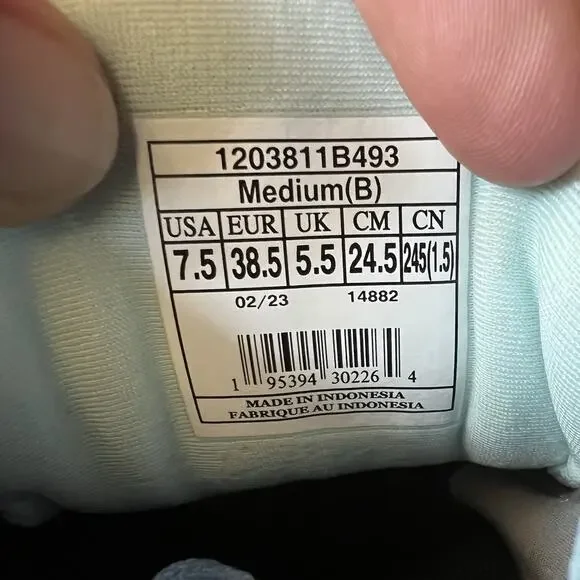 1203811B493
Medium(B)
USA EUR UK CM CN
7.5 38.5 5.5 24.5 245(1.5)
02/23 14882
1 95394 30226 4
MADE IN INDONESIA
FABRIQUE AU INDONESIA